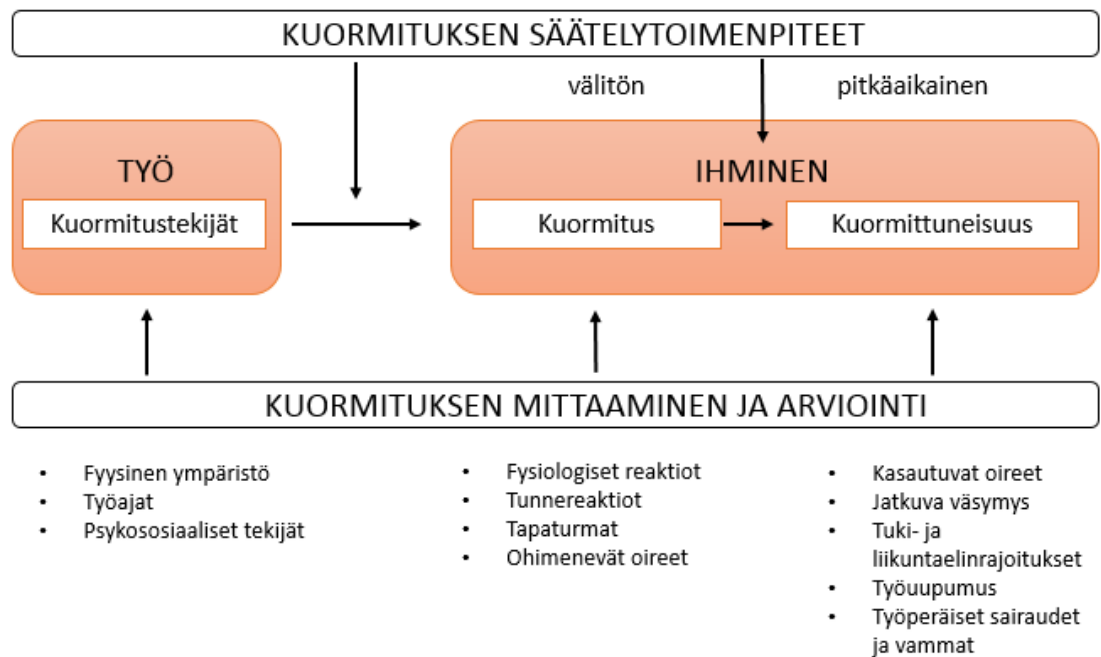 KUORMITUKSEN SÄÄTELYTOIMENPITEET
välitön
pitkäaikainen
TYÖ
Kuormitustekijät
IHMINEN
Kuormitus
Kuormittuneisuus
KUORMITUKSEN MITTAAMINEN JA ARVIOINTI
• Fyysinen ympäristö
• Työajat
• Psykososiaaliset tekijät
• Fysiologiset reaktiot
• Tunnereaktiot
• Tapaturmat
• Ohimenevät oireet
• Kasautuvat oireet
• Jatkuva väsymys
• Tuki- ja
liikuntaelinrajoitukset
• Työuupumus
• Työperäiset sairaudet
ja vammat